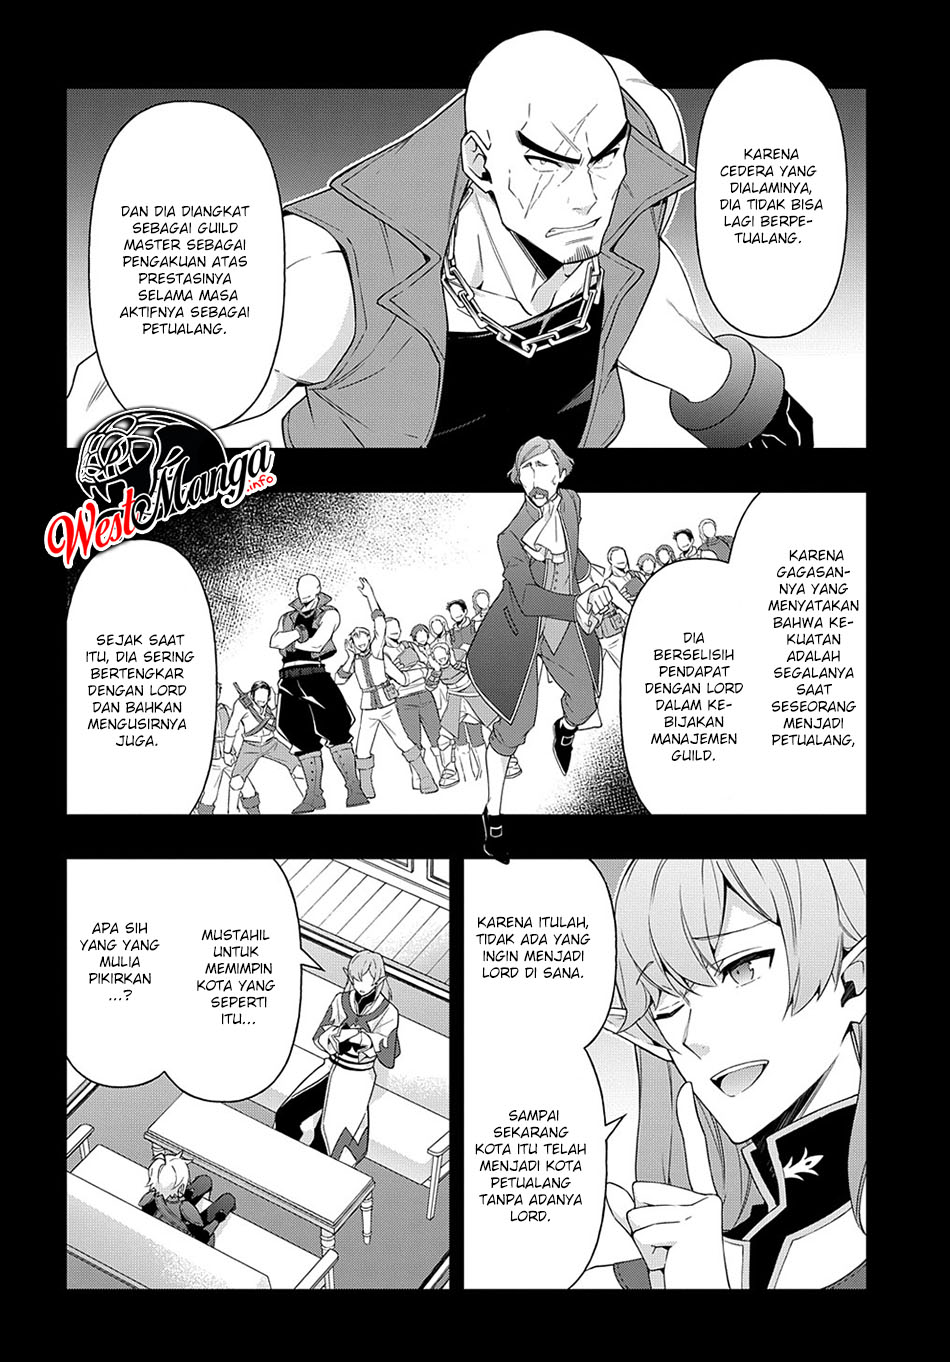 KARENA
CEDERA YANG
DIALAMINYA,
DIA TIDAK BISA
LAGI BERPE-
TUALANG.
DAN DIA DIANGKAT
SEBAGAI GUILD
MASTER SEBAGAI
PENGAKUAN ATAS
PRESTASINYA
SELAMA MASA
AKTIFNYA SEBAGAI
PETUALANG.
WestManga
.info
KARENA
GAGASAN-
NYA YANG
MENYATAKAN
BAHWA KE-
KUATAN
ADALAH
SEGALANYA
SAAT
SESEORANG
MENJADI
PETUALANG,
DIA
BERSELISIH
PENDAPAT
DENGAN LORD
DALAM KE-
BIJAKAN
MANAJEMEN
GUILD.
SEJAK SAAT
ITU, DIA SERING
BERTENGKAR
DENGAN LORD
DAN BAHKAN
MENGUSIRNYA
JUGA.
KARENA ITULAH,
TIDAK ADA YANG
INGIN MENJADI
LORD DI SANA.
SAMPAI
SEKARANG
KOTA ITU TELAH
MENJADI KOTA
PETUALANG
TANPA ADANYA
LORD.
MUSTAHIL
UNTUK
MEMIMPIN
KOTA YANG
SEPERTI
ITU...
APA SIH
YANG YANG
MULIA
PIKIRKAN
...?